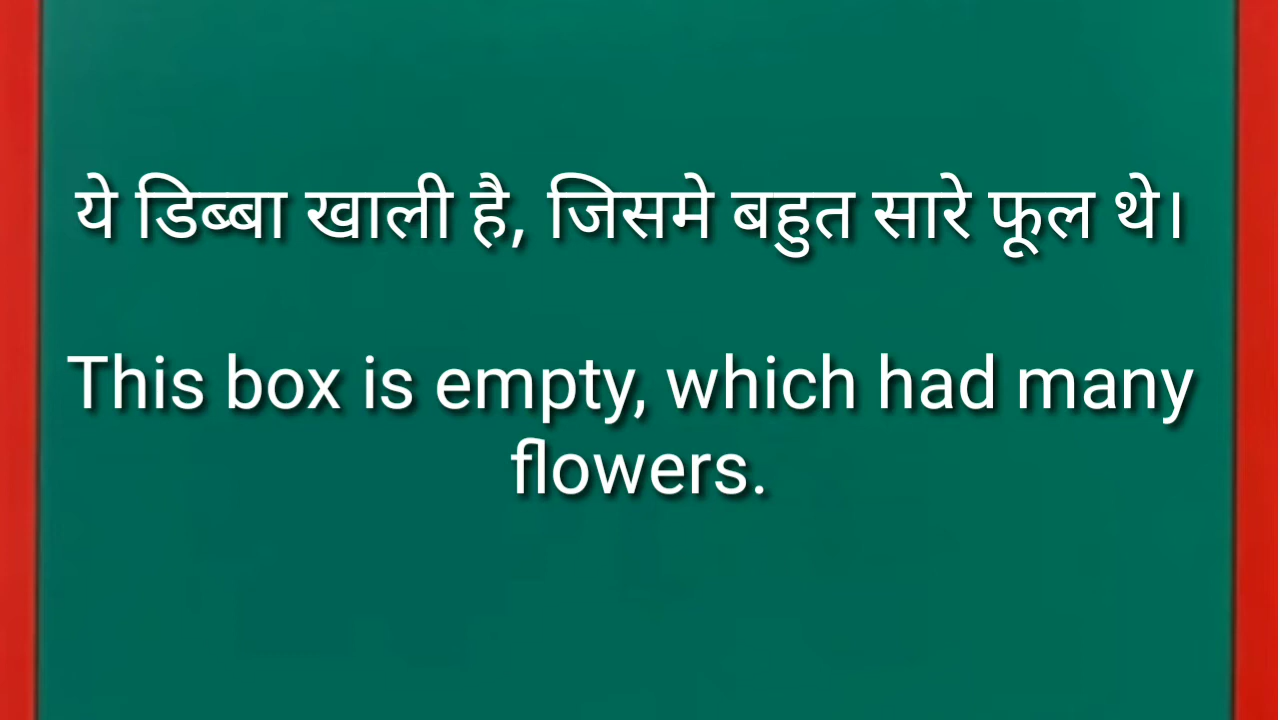 ये डिब्बा खाली है, जिसमे बहुत सारे फूल थे।
This box is empty, which had many
flowers.